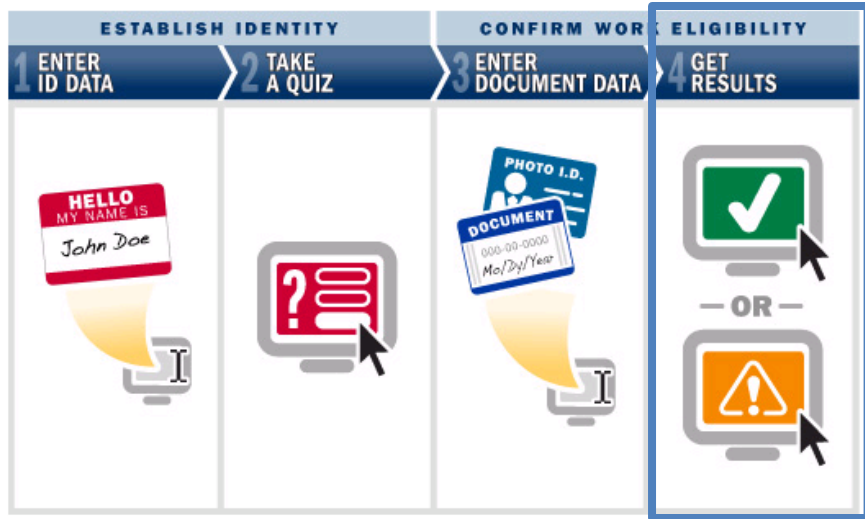 ESTABLISH IDENTITY
CONFIRM WORK ELIGIBILITY
1 ENTER
ID DATA
2 TAKE
A QUIZ
3 ENTER
DOCUMENT DATA
4 GET
RESULTS
HELLO
MY NAME IS
John Doe
?
PHOTO I.D.
DOCUMENT
000-00-0000
Mo/Dy/Year
— OR —
!